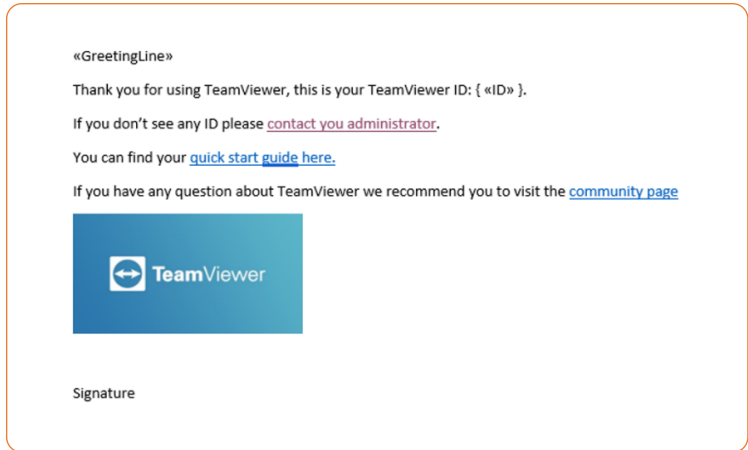 «GreetingLine»
Thank you for using TeamViewer, this is your TeamViewer ID: { «ID» }.
If you don’t see any ID please contact you administrator.
You can find your quick start guide here.
If you have any question about TeamViewer we recommend you to visit the community page
TeamViewer
Signature